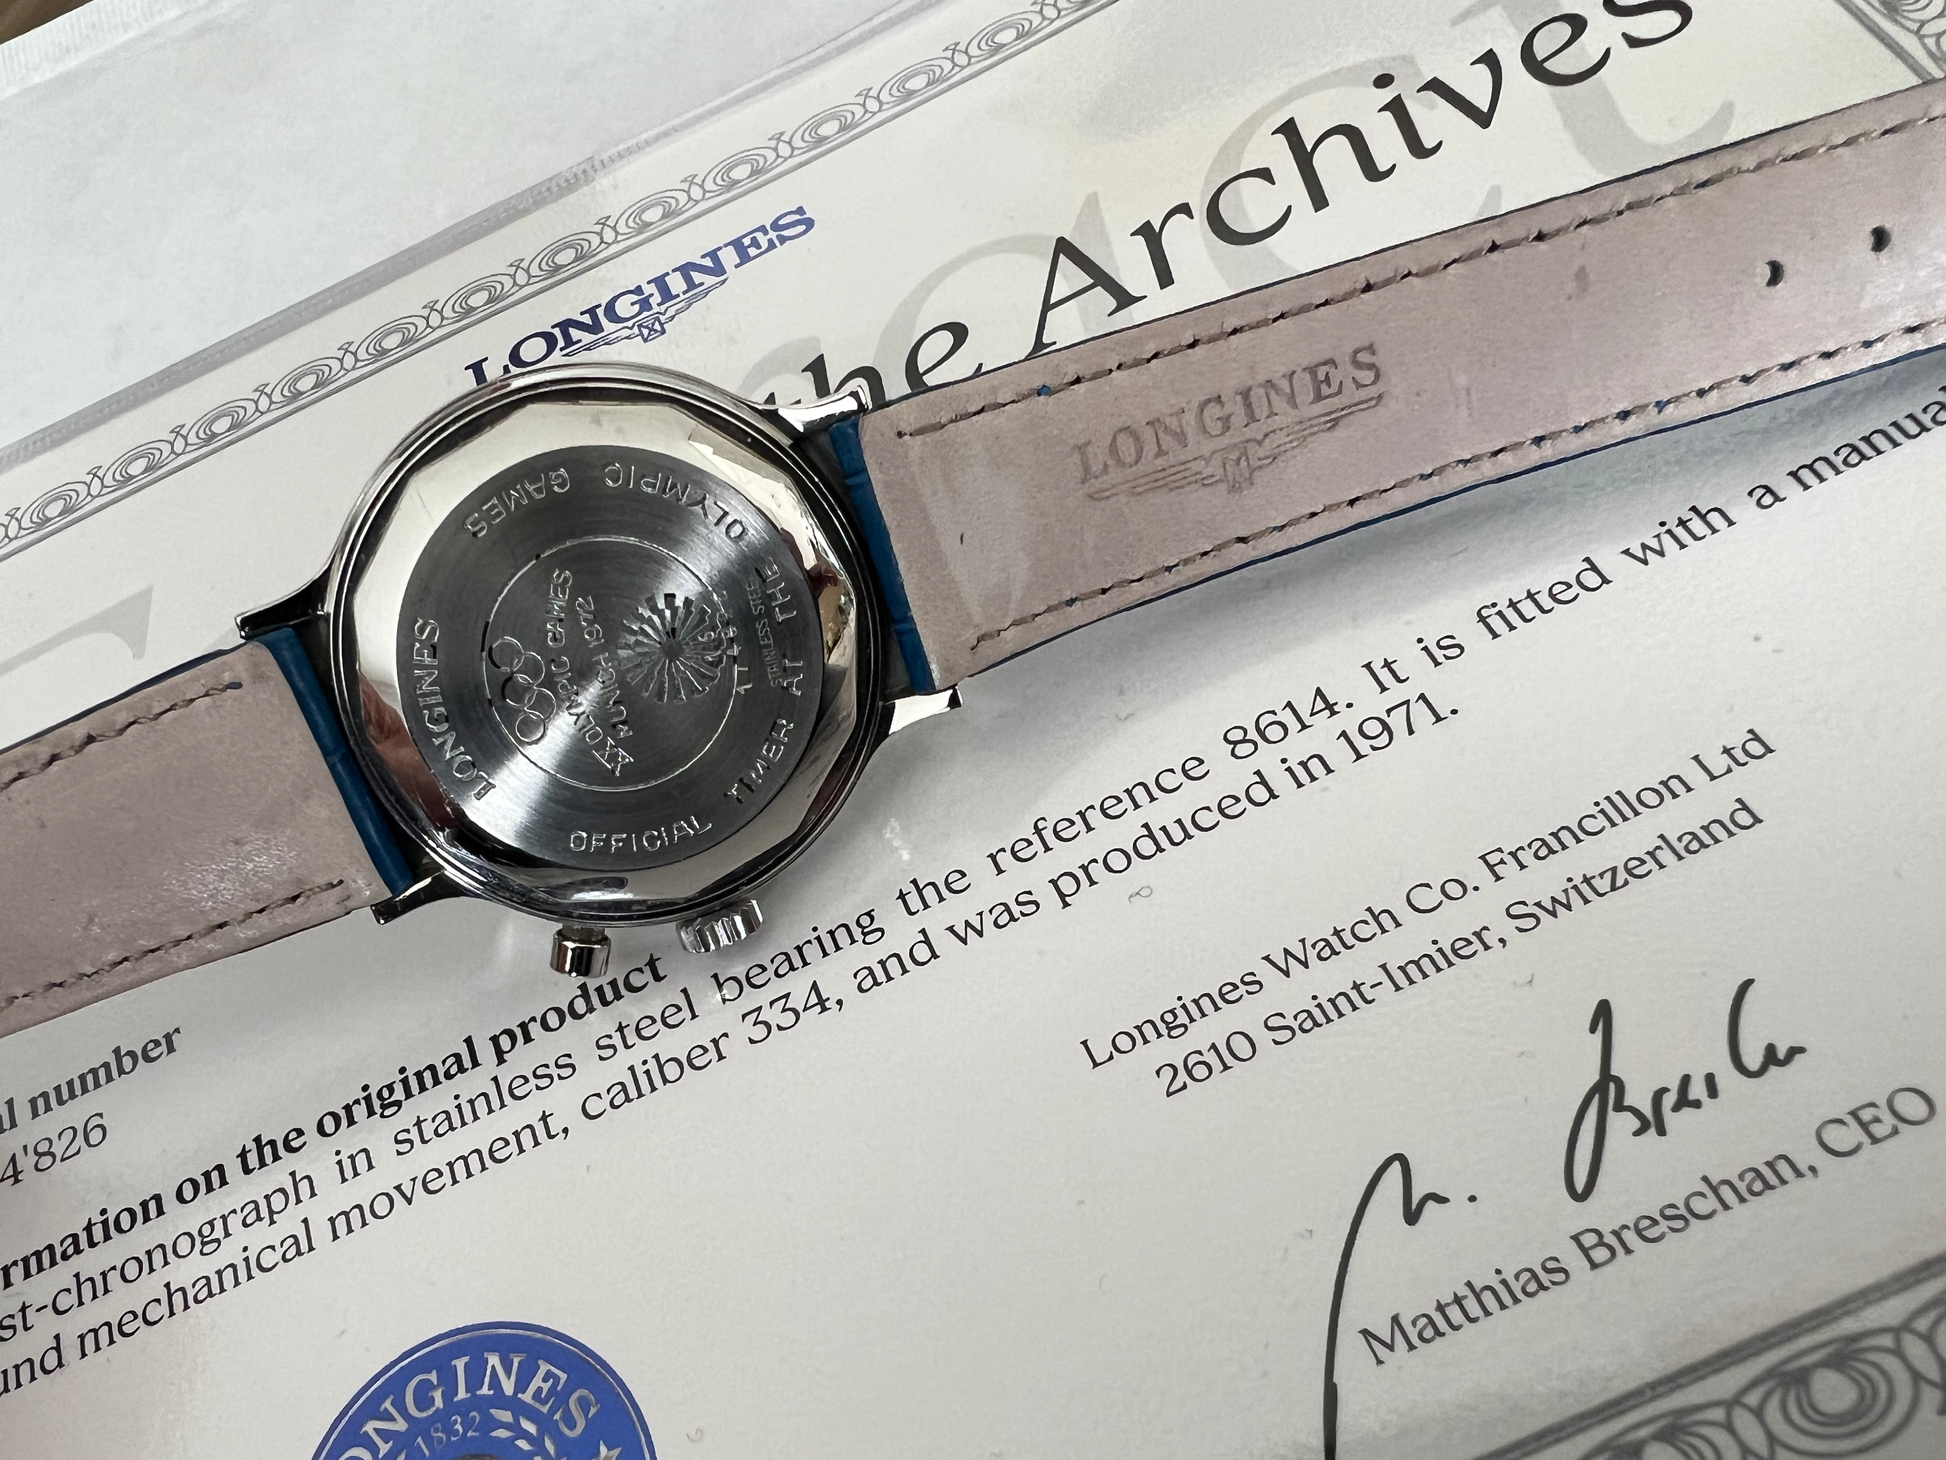 LONGINES
the Archives
LONGINES
LONGINES
OFFICIAL TIMER AT THE OLYMPIC GAMES
XX OLYMPIC GAMES
MUNICH 1972
STAINLESS STEEL
l number
4'826
rmation on the original product
st-chronograph in stainless steel bearing the reference 8614. It is fitted with a manual
und mechanical movement, caliber 334, and was produced in 1971.
Longines Watch Co. Francillon Ltd
2610 Saint-Imier, Switzerland
Matthias Breschan, CEO
LONGINES
1832